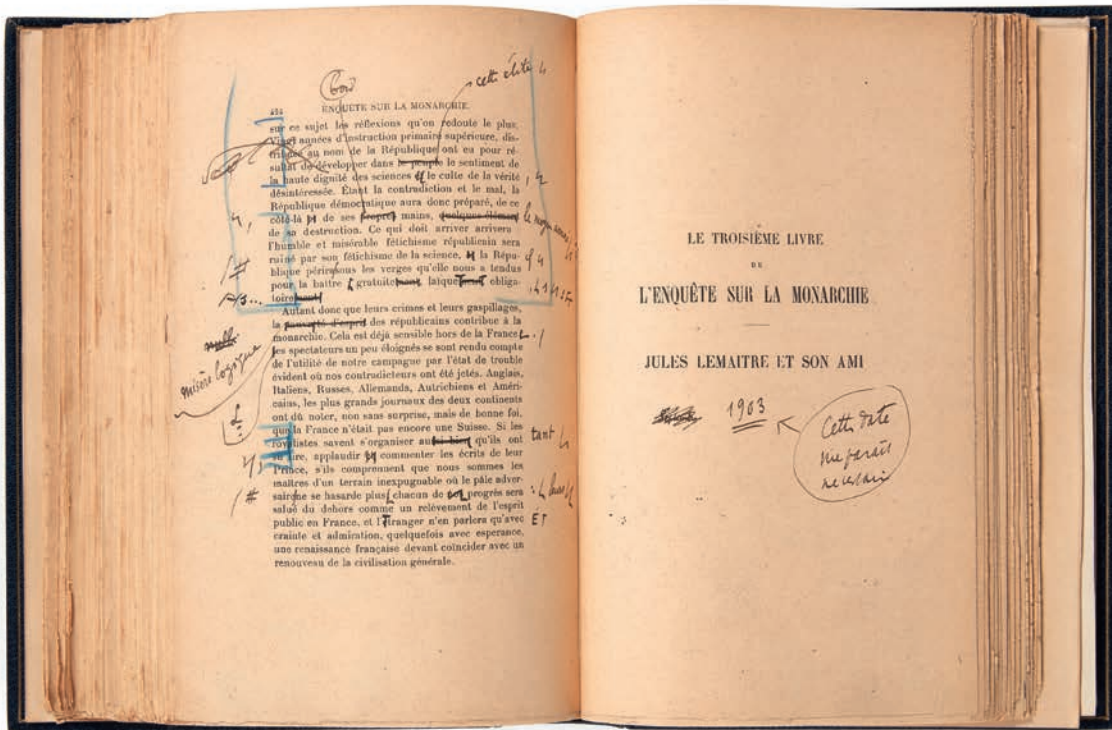 Bon
cette élite
454 ENQUÊTE SUR LA MONARCHIE.
sur ce sujet les réflexions qu'on redoute le plus.
Vingt années d'instruction primaire supérieure, dis-
tribuée au nom de la République ont eu pour ré-
sultat de développer dans le peuple le sentiment de
la haute dignité des sciences et le culte de la vérité
désintéressée. Étant la contradiction et le mal, la
République démocratique aura donc préparé, de ce
côté-là de ses propres mains, quelques élémens
de sa destruction. Ce qui doit arriver arrivera
l'humble et misérable fétichisme républicain sera
ruiné par son fétichisme de la science, et la Répu-
blique périra sous les verges qu'elle nous a tendus
pour la battre gratuitement laïquement obliga-
toirement
Autant donc que leurs crimes et leurs gaspillages,
la pauvreté d'esprit des républicains contribue à la
monarchie. Cela est déjà sensible hors de la France
les spectateurs un peu éloignés se sont rendu compte
de l'utilité de notre campagne par l'état de trouble
évident où nos contradicteurs ont été jetés. Anglais,
Italiens, Russes, Allemands, Autrichiens et Améri-
cains, les plus grands journaux des deux continents
ont dû noter, non sans surprise, mais de bonne foi,
que la France n'était pas encore une Suisse. Si les
royalistes savent s'organiser aussi bien qu'ils ont
su lire, applaudir commenter les écrits de leur
Prince, s'ils comprennent que nous sommes les
maîtres d'un terrain inexpugnable où le pâle adver-
saire ne se hasarde plus chacun de progrès sera
salué du dehors comme un relèvement de l'esprit
public en France, et l'étranger n'en parlera qu'avec
crainte et admiration, quelquefois avec espérance,
une renaissance française devant coïncider avec un
renouveau de la civilisation générale.
misère logique
tant
leurs
ET
LE TROISIÈME LIVRE
DE
L'ENQUÊTE SUR LA MONARCHIE
JULES LEMAITRE ET SON AMI
1903
Cette date
me paraît